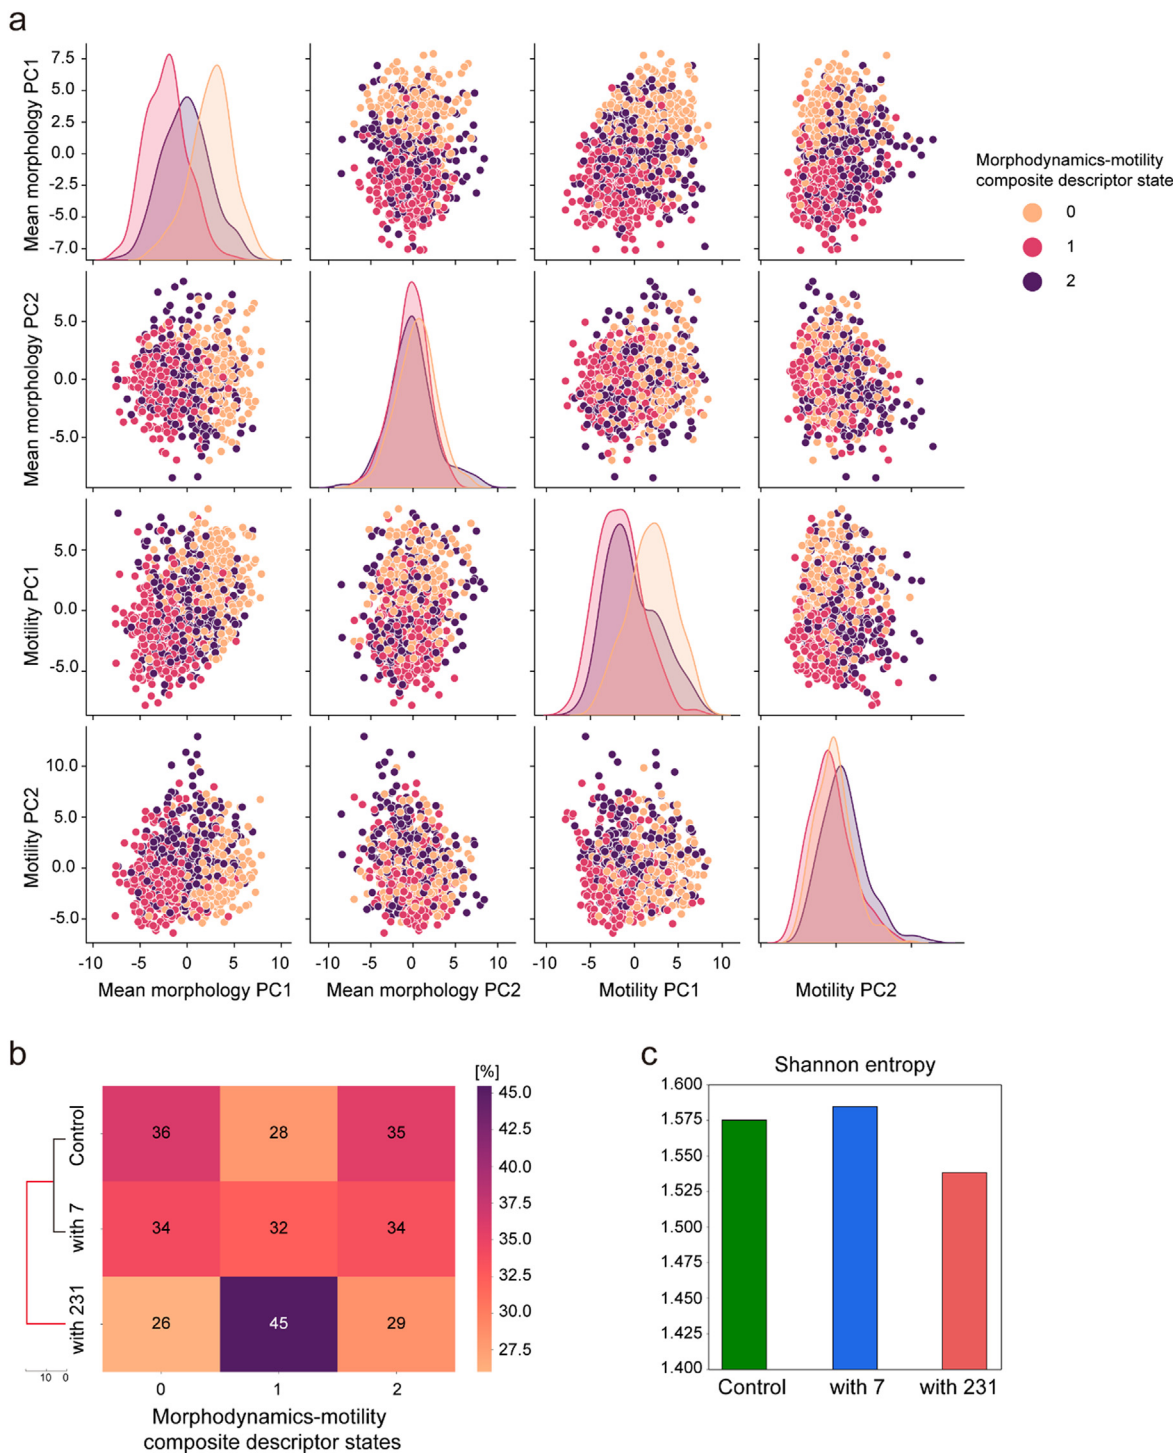 a
Mean morphology PC1
7.5
5.0
2.5
0.0
-2.5
-5.0
-7.0
Morphodynamics-motility
composite descriptor state
0
1
2
Mean morphology PC2
5.0
0.0
-5.0
Motility PC1
5.0
0.0
-5.0
Motility PC2
10.0
5.0
0.0
-5.0
-10 -5 0 5 10
-10 -5 0 5 10
-10 -5 0 5 10
Mean morphology PC1
Mean morphology PC2
Motility PC1
Motility PC2
b
[%]
Control
with 7
with 231
36 28 35
34 32 34
26 45 29
45.0
42.5
40.0
37.5
35.0
32.5
30.0
27.5
10 0
0 1 2
Morphodynamics-motility
composite descriptor states
c
Shannon entropy
1.600
1.575
1.550
1.525
1.500
1.475
1.450
1.425
1.400
Control with 7 with 231